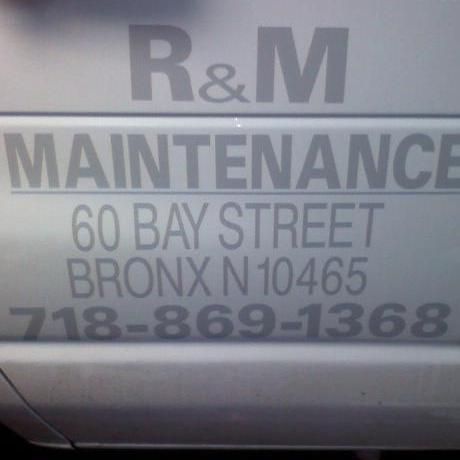 R&M
MAINTENANCE
60 BAY STREET
BRONX N 10465
718-869-1368